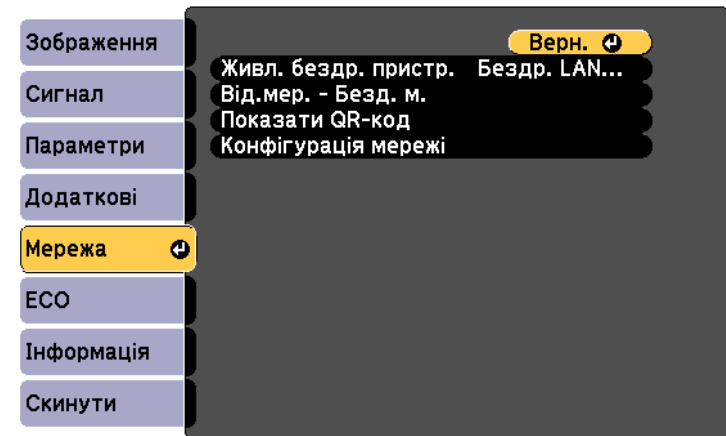 Зображення
Сигнал
Параметри
Додаткові
Мережа
ECO
Інформація
Скинути
Верн.
Живл. бездр. пристр. Бездр. LAN...
Від.мер. - Безд. м.
Показати QR-код
Конфігурація мережі